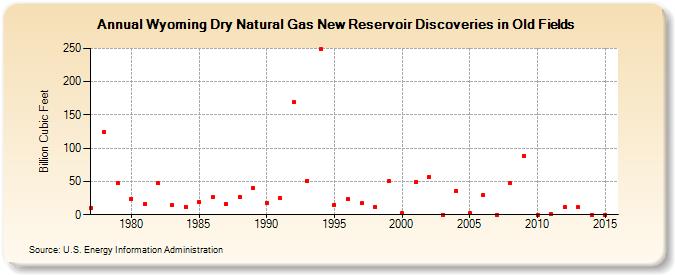 Annual Wyoming Dry Natural Gas New Reservoir Discoveries in Old Fields
Billion Cubic Feet
250
200
150
100
50
0
1980 1985 1990 1995 2000 2005 2010 2015
Source: U.S. Energy Information Administration